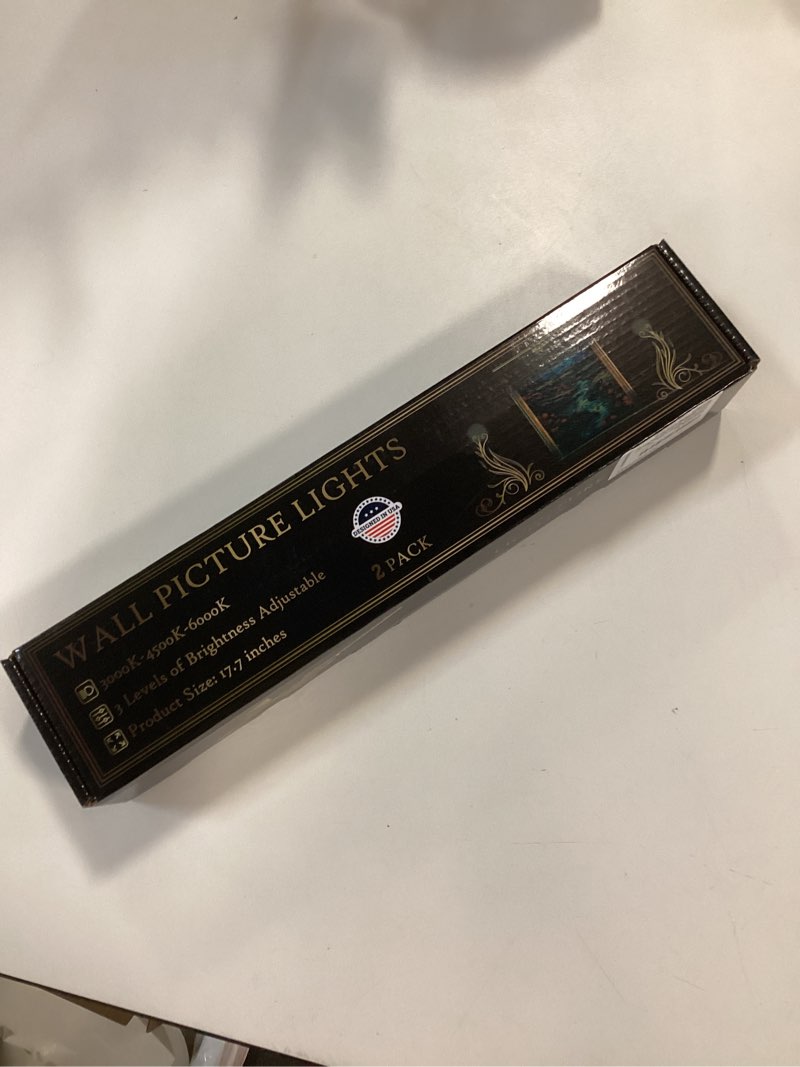 WALL PICTURE LIGHTS
3000K-4500K-6000K
3 Levels of Brightness Adjustable
Product Size: 17.7 inches
DESIGNED IN USA
2 PACK